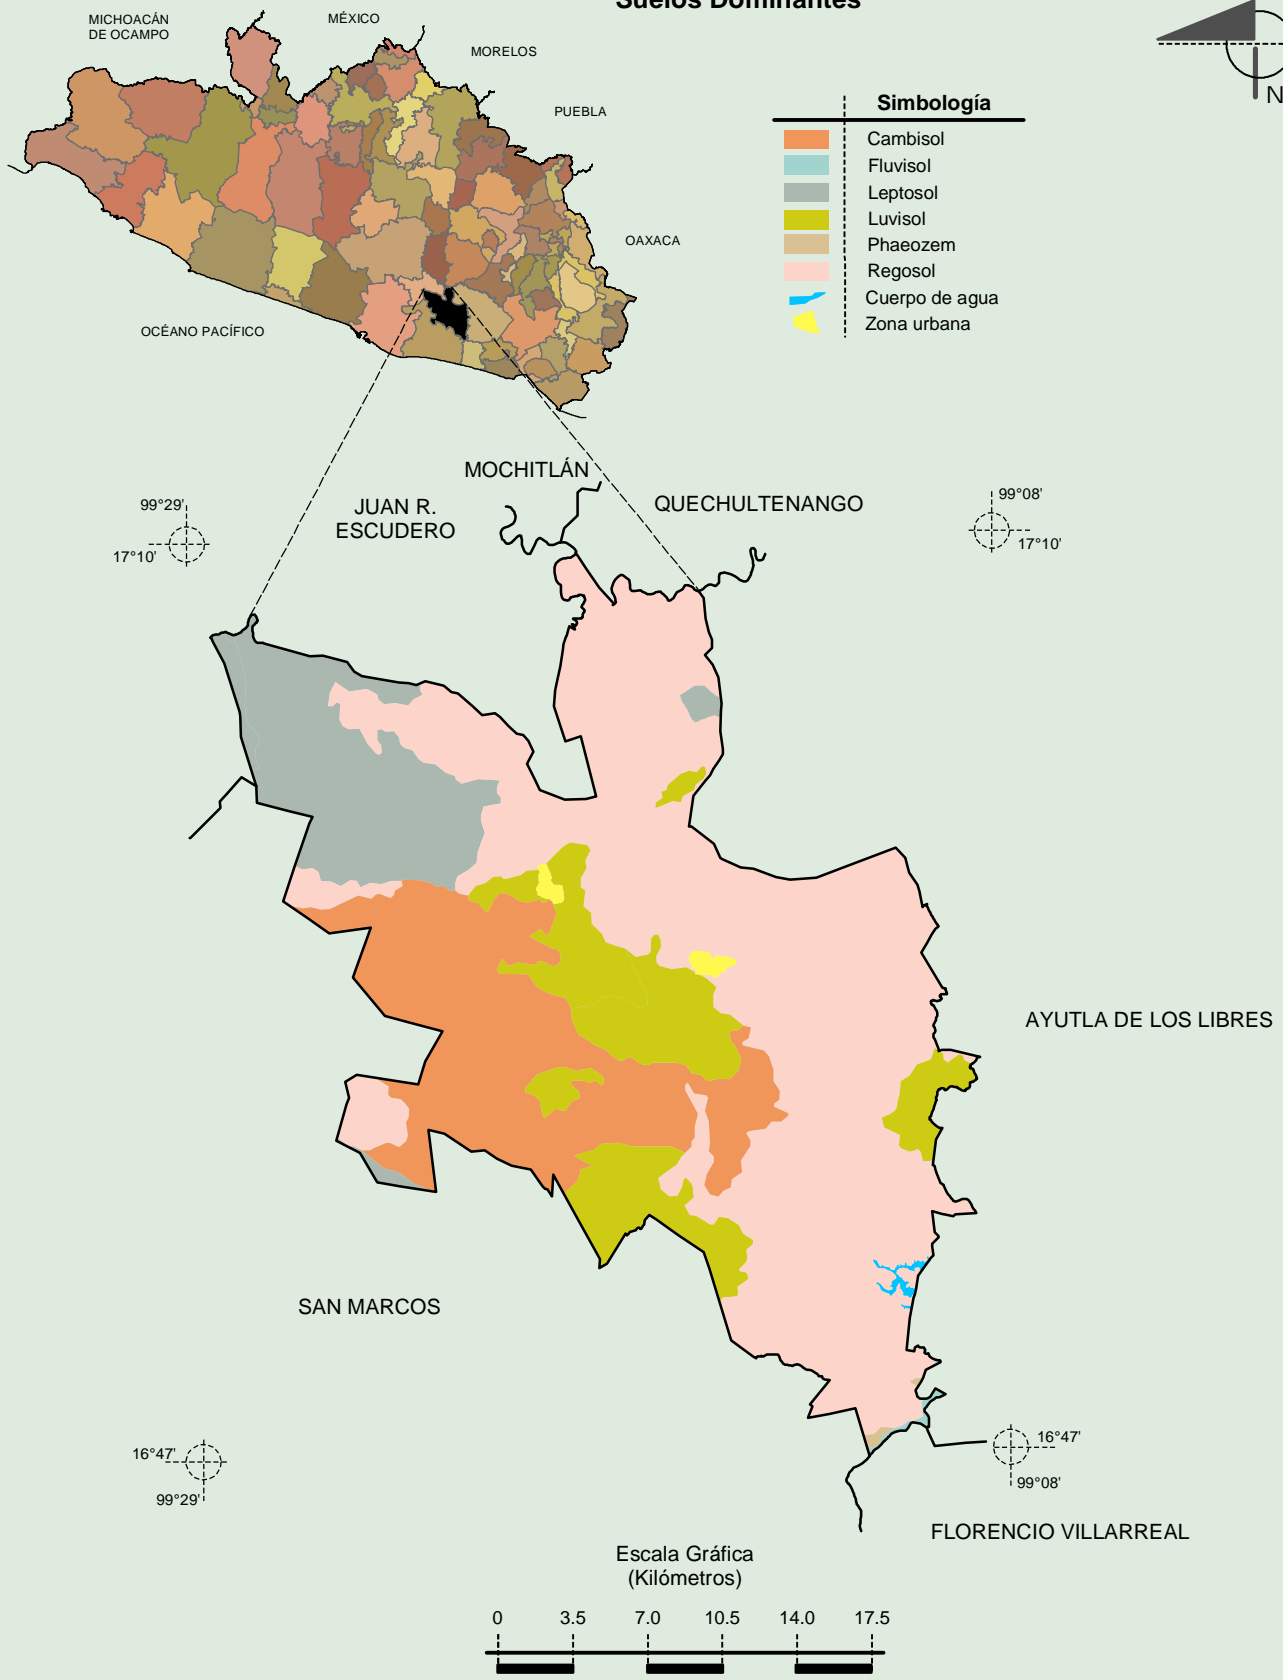 Suelos Dominantes
MICHOACÁN
DE OCAMPO
MÉXICO
MORELOS
PUEBLA
OAXACA
OCÉANO PACÍFICO
N
Simbología
Cambisol
Fluvisol
Leptosol
Luvisol
Phaeozem
Regosol
Cuerpo de agua
Zona urbana
MOCHITLÁN
JUAN R.
ESCUDERO
QUECHULTENANGO
99°29'
17°10'
99°08'
17°10'
AYUTLA DE LOS LIBRES
SAN MARCOS
16°47'
99°29'
16°47'
99°08'
FLORENCIO VILLARREAL
Escala Gráfica
(Kilómetros)
0 3.5 7.0 10.5 14.0 17.5